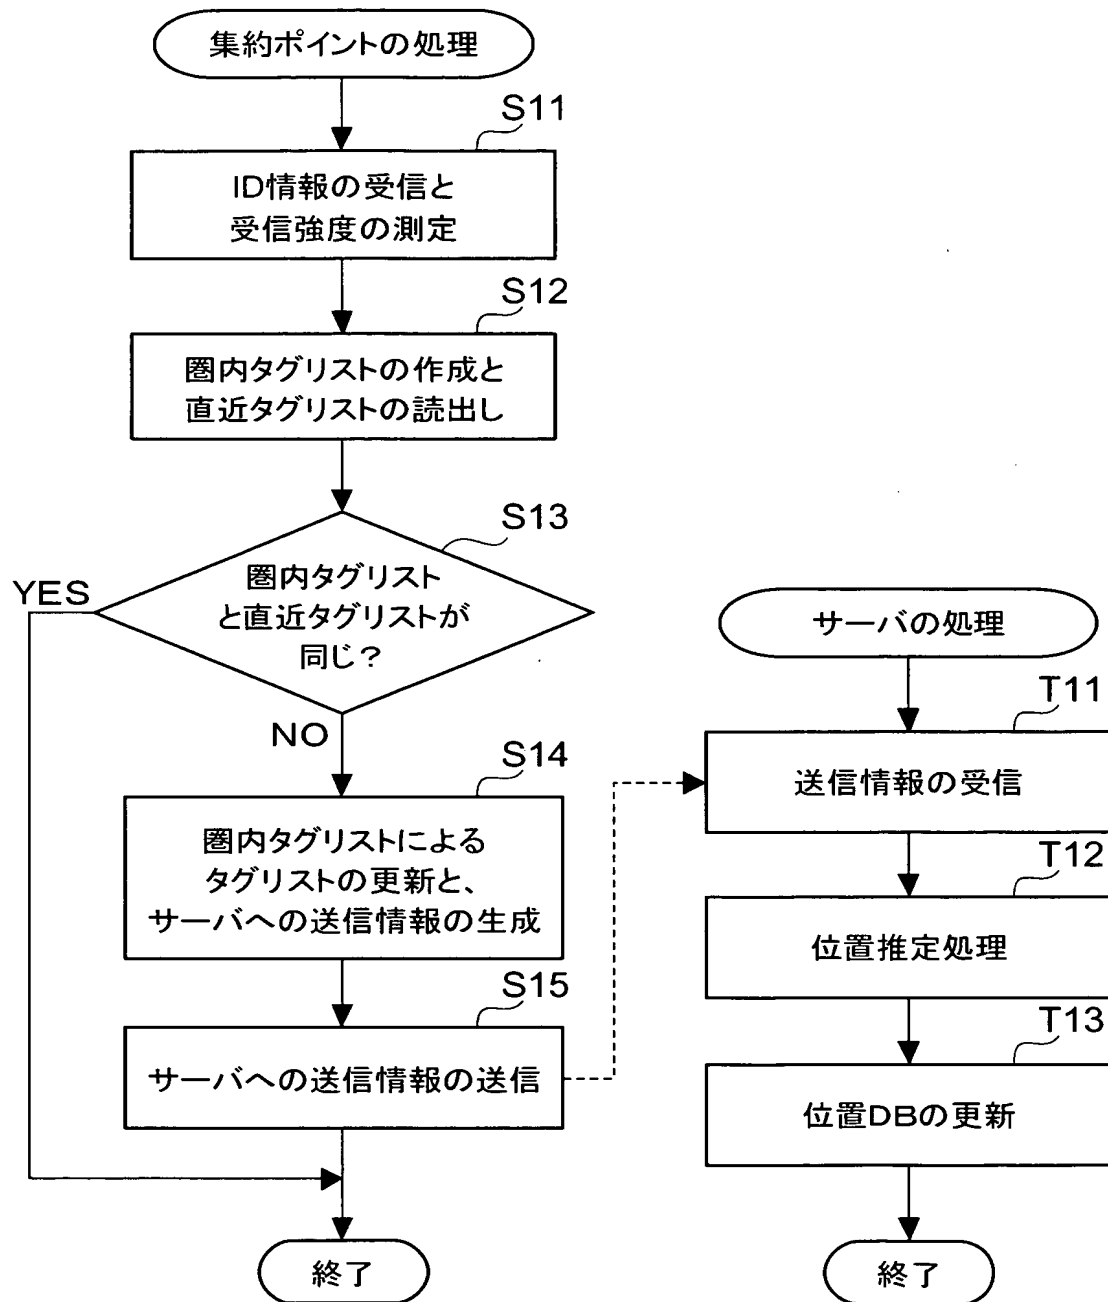 集約ポイントの処理
S11
ID情報の受信と
受信強度の測定
S12
圏内タグリストの作成と
直近タグリストの読出し
S13
圏内タグリスト
と直近タグリストが
同じ？
YES
NO
S14
圏内タグリストによる
タグリストの更新と、
サーバへの送信情報の生成
S15
サーバへの送信情報の送信
終了
サーバの処理
T11
送信情報の受信
T12
位置推定処理
T13
位置DBの更新
終了